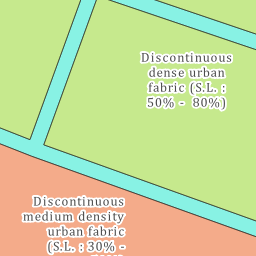 Discontinuous
dense urban
fabric (S.L. :
50% - 80%)
Discontinuous
medium density
urban fabric
(S.L. : 30% -